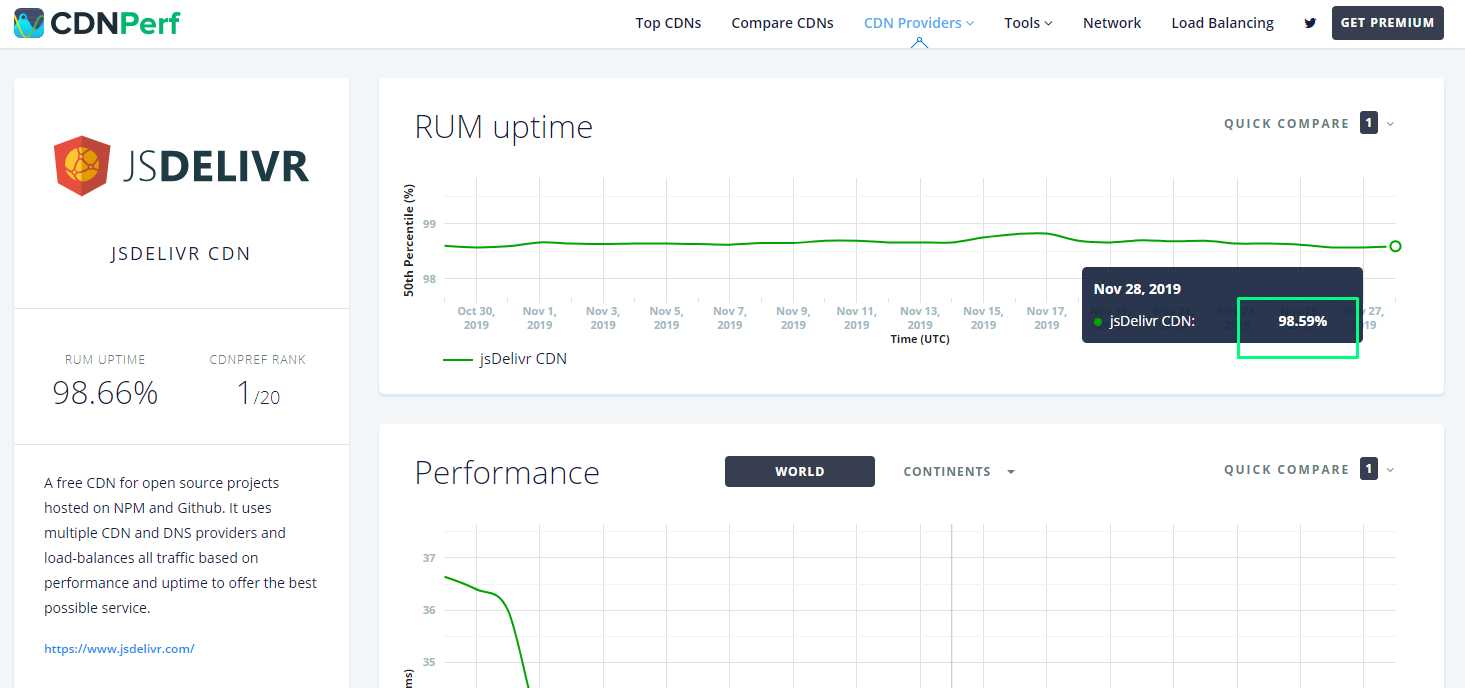 CDNPerf
Top CDNs
Compare CDNs
CDN Providers
Tools
Network
Load Balancing
GET PREMIUM
JSDELIVR
JSDELIVR CDN
RUM UPTIME
98.66%
CDNPREF RANK
1/20
A free CDN for open source projects
hosted on NPM and Github. It uses
multiple CDN and DNS providers and
load-balances all traffic based on
performance and uptime to offer the best
possible service.
https://www.jsdelivr.com/
RUM uptime
QUICK COMPARE 1
50th Percentile (%)
99
98
Oct 30,
2019
Nov 1,
2019
Nov 3,
2019
Nov 5,
2019
Nov 7,
2019
Nov 9,
2019
Nov 11,
2019
Nov 13,
2019
Nov 15,
2019
Nov 17,
2019
27,
2019
Time (UTC)
Nov 28, 2019
jsDelivr CDN:
98.59%
jsDelivr CDN
Performance
WORLD
CONTINENTS
QUICK COMPARE 1
37
36
35
ms)